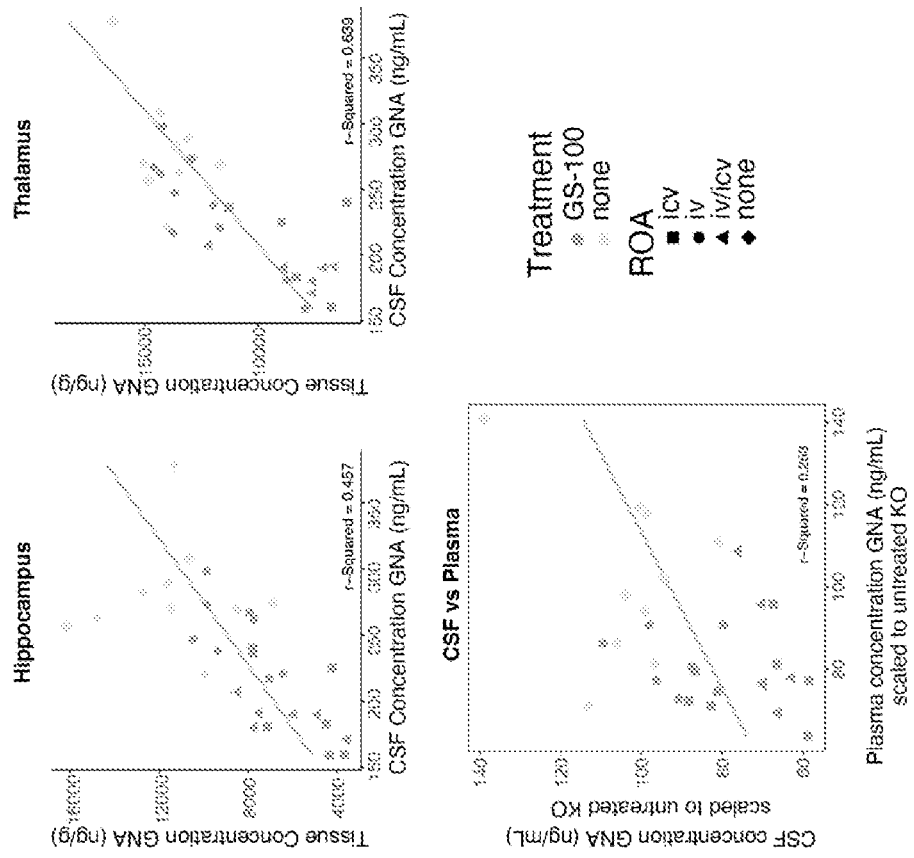 Hippocampus
Tissue Concentration GNA (ng/g)
16000
12000
8000
4000
r-Squared = 0.457
150
200
250
300
350
CSF Concentration GNA (ng/mL)
Thalamus
Tissue Concentration GNA (ng/g)
15000
10000
r-Squared = 0.639
150
200
250
300
350
CSF Concentration GNA (ng/mL)
CSF vs Plasma
CSF concentration GNA (ng/mL)
scaled to untreated KO
140
120
100
80
60
r-Squared = 0.268
80
100
120
140
Plasma concentration GNA (ng/mL)
scaled to untreated KO
Treatment
GS-100
none
ROA
icv
iv
iv/icv
none